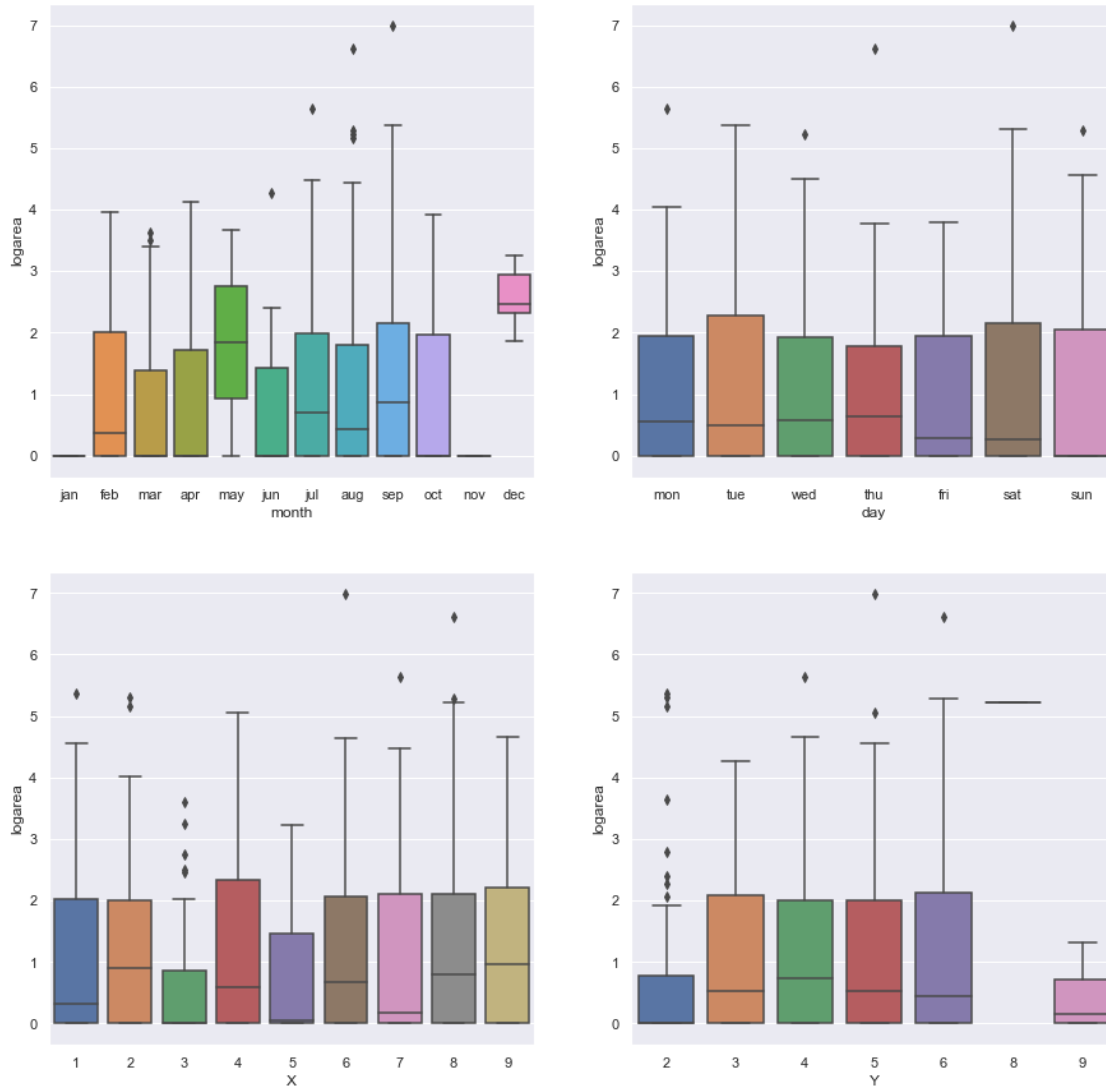 7
6
5
4
3
2
1
0
logarea
jan feb mar apr may jun jul aug sep oct nov dec
month
7
6
5
4
3
2
1
0
logarea
mon tue wed thu fri sat sun
day
7
6
5
4
3
2
1
0
logarea
1 2 3 4 5 6 7 8 9
X
7
6
5
4
3
2
1
0
logarea
2 3 4 5 6 8 9
Y